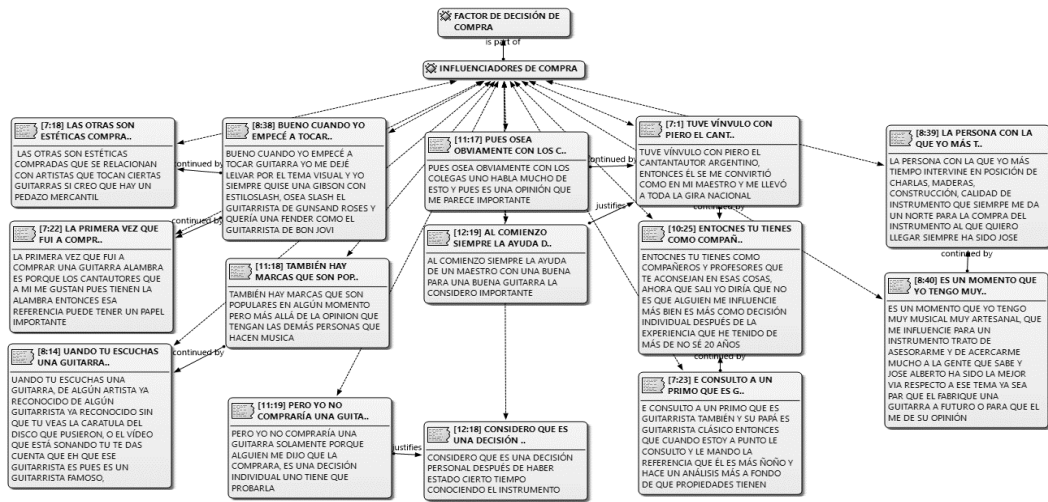 FACTOR DE DECISIÓN DE
COMPRA
is part of
INFLUENCIADORES DE COMPRA
[7:18] LAS OTRAS SON
ESTÉTICAS COMPRA..
LAS OTRAS SON ESTÉTICAS
COMPRADAS QUE SE RELACIONAN
CON ARTISTAS QUE TOCAN CIERTAS
GUITARRAS SI CREO QUE HAY UN
PEDAZO MERCANTIL
continued by
[8:38] BUENO CUANDO YO
EMPECÉ A TOCAR..
BUENO CUANDO YO EMPECÉ A
TOCAR GUITARRA YO ME DEJÉ
LELVAR POR EL TEMA VISUAL Y YO
SIEMPRE QUISE UNA GIBSON CON
ESTILOSLASH, OSEA SLASH EL
GUITARRISTA DE GUNSAND ROSES Y
QUERÍA UNA FENDER COMO EL
GUITARRISTA DE BON JOVI
[11:17] PUES OSEA
OBVIAMENTE CON LOS C..
PUES OSEA OBVIAMENTE CON LOS
COLEGAS UNO HABLA MUCHO DE
ESTO Y PUES ES UNA OPINIÓN QUE
ME PARECE IMPORTANTE
continued by
[7:1] TUVE VÍNVULO CON
PIERO EL CANT..
TUVE VÍNVULO CON PIERO EL
CANTANTAUTOR ARGENTINO,
ENTONCES ÉL SE ME CONVIRTIÓ
COMO EN MI MAESTRO Y ME LLEVÓ
A TODA LA GIRA NACIONAL
[8:39] LA PERSONA CON LA
QUE YO MÁS T..
LA PERSONA CON LA QUE YO MÁS
TIEMPO INTERVINE EN POSICIÓN DE
CHARLAS, MADERAS,
CONSTRUCCIÓN, CALIDAD DE
INSTRUMENTO QUE SIEMRPE ME DA
UN NORTE PARA LA COMPRA DEL
INSTRUMENTO AL QUE QUIERO
LLEGAR SIEMPRE HA SIDO JOSE
continued by
[7:22] LA PRIMERA VEZ QUE
FUI A COMPR..
LA PRIMERA VEZ QUE FUI A
COMPRAR UNA GUITARRA ALAMBRA
ES PORQUE LOS CANTAUTORES QUE
A MI ME GUSTAN PUES TIENEN LA
ALAMBRA ENTONCES ESA
REFERENCIA PUEDE TENER UN PAPEL
IMPORTANTE
continued by
[12:19] AL COMIENZO
SIEMPRE LA AYUDA D..
AL COMIENZO SIEMPRE LA AYUDA
DE UN MAESTRO CON UNA BUENA
PARA UNA BUENA GUITARRA LA
CONSIDERO IMPORTANTE
justifies
continued by
[10:25] ENTOCNES TU TIENES
COMO COMPAÑ..
ENTOCNES TU TIENES COMO
COMPAÑEROS Y PROFESORES QUE
TE ACONSEJAN EN ESAS COSAS,
AHORA QUE SALI YO DIRÍA QUE NO
ES QUE ALGUIEN ME INFLUENCIE
MÁS BIEN ES MÁS COMO DECISIÓN
INDIVIDUAL DESPUÉS DE LA
EXPERIENCIA QUE HE TENIDO DE
MÁS DE NO SÉ 20 AÑOS
[11:18] TAMBIÉN HAY
MARCAS QUE SON POP..
TAMBIÉN HAY MARCAS QUE SON
POPULARES EN ALGÚN MOMENTO
PERO MÁS ALLÁ DE LA OPINION QUE
TENGAN LAS DEMÁS PERSONAS QUE
HACEN MUSICA
[8:40] ES UN MOMENTO QUE
YO TENGO MUY..
ES UN MOMENTO QUE YO TENGO
MUY MUSICAL MUY ARTESANAL, QUE
ME INFLUENCIE PARA UN
INSTRUMENTO TRATO DE
ASESORARME Y DE ACERCARME
MUCHO A LA GENTE QUE SABE Y
JOSE ALBERTO HA SIDO LA MEJOR
VIA RESPECTO A ESE TEMA YA SEA
PAR QUE EL FABRIQUE UNA
GUITARRA A FUTURO O PARA QUE EL
ME DE SU OPINIÓN
[8:14] UANDO TU ESCUCHAS
UNA GUITARRA..
UANDO TU ESCUCHAS UNA
GUITARRA, DE ALGÚN ARTISTA YA
RECONOCIDO DE ALGÚN
GUITARRISTA YA RECONOCIDO SIN
QUE TU VEAS LA CARATULA DEL
DISCO QUE PUSIERON, O EL VÍDEO
QUE ESTÁ SONANDO TU TE DAS
CUENTA QUE EH QUE ESE
GUITARRISTA ES PUES ES UN
GUITARRISTA FAMOSO,
continued by
[11:19] PERO YO NO
COMPRARÍA UNA GUITA..
PERO YO NO COMPRARÍA UNA
GUITARRA SOLAMENTE PORQUE
ALGUIEN ME DIJO QUE LA
COMPRARA, ES UNA DECISIÓN
INDIVIDUAL UNO TIENE QUE
PROBARLA
justifies
[12:18] CONSIDERO QUE ES
UNA DECISIÓN ..
CONSIDERO QUE ES UNA DECISIÓN
PERSONAL DESPUÉS DE HABER
ESTADO CIERTO TIEMPO
CONOCIENDO EL INSTRUMENTO
continued by
[7:23] E CONSULTO A UN
PRIMO QUE ES G..
E CONSULTO A UN PRIMO QUE ES
GUITARRISTA TAMBIÉN Y SU PAPÁ ES
GUITARRISTA CLÁSICO ENTONCES
QUE CUANDO ESTOY A PUNTO LE
CONSULTO Y LE MANDO LA
REFERENCIA QUE ÉL ES MÁS ÑOÑO Y
HACE UN ANÁLISIS MÁS A FONDO
DE QUE PROPIEDADES TIENEN